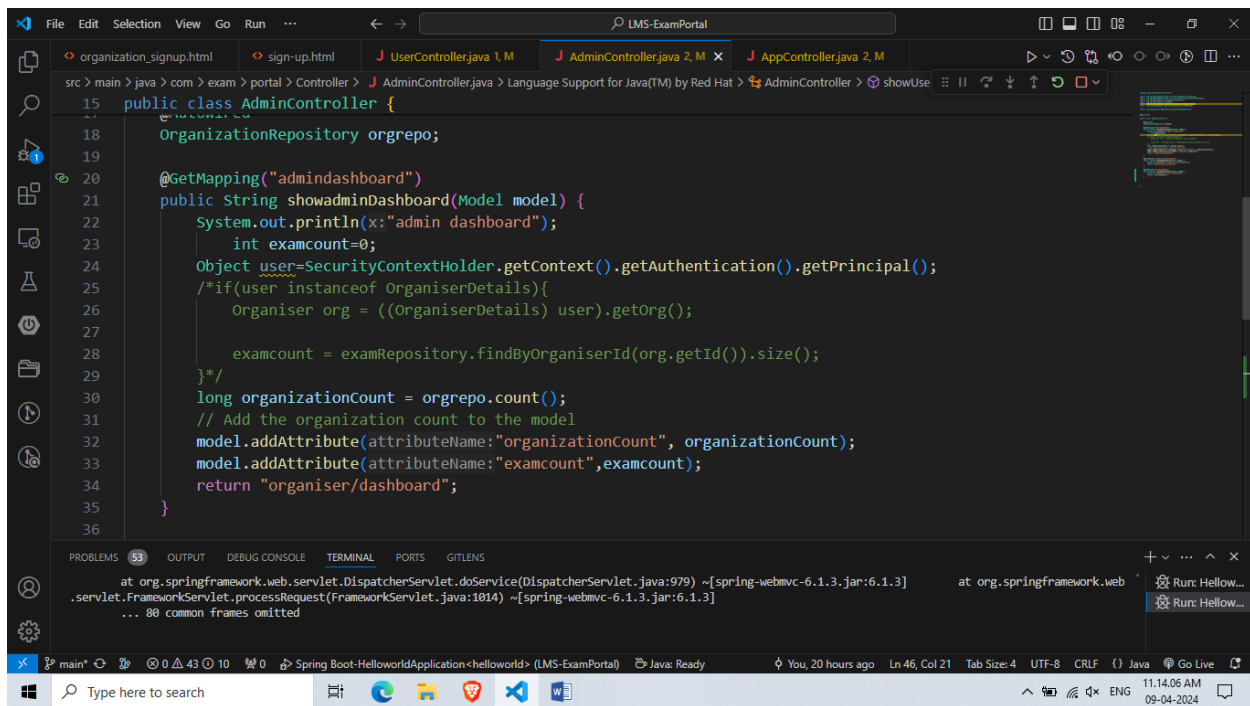 File Edit Selection View Go Run ··· ← → LMS-ExamPortal
organization_signup.html sign-up.html J UserController.java 1, M J AdminController.java 2, M J AppController.java 2, M
src > main > java > com > exam > portal > Controller > J AdminController.java > Language Support for Java(TM) by Red Hat > AdminController > showUse
15 public class AdminController {
17 @Autowired
18 OrganizationRepository orgrepo;
19
20 @GetMapping("admindashboard")
21 public String showadminDashboard(Model model) {
22 System.out.println(x:"admin dashboard");
23 int examcount=0;
24 Object user=SecurityContextHolder.getContext().getAuthentication().getPrincipal();
25 /*if(user instanceof OrganiserDetails){
26 Organiser org = ((OrganiserDetails) user).getOrg();
27
28 examcount = examRepository.findByOrganiserId(org.getId()).size();
29 }*/
30 long organizationCount = orgrepo.count();
31 // Add the organization count to the model
32 model.addAttribute(attributeName:"organizationCount", organizationCount);
33 model.addAttribute(attributeName:"examcount",examcount);
34 return "organiser/dashboard";
35 }
36
1
PROBLEMS 53 OUTPUT DEBUG CONSOLE TERMINAL PORTS GITLENS
at org.springframework.web.servlet.DispatcherServlet.doService(DispatcherServlet.java:979) ~[spring-webmvc-6.1.3.jar:6.1.3] at org.springframework.web
.servlet.FrameworkServlet.processRequest(FrameworkServlet.java:1014) ~[spring-webmvc-6.1.3.jar:6.1.3]
... 80 common frames omitted
Run: Hellow...
Run: Hellow...
main* 0 43 10 0 Spring Boot-HelloworldApplication<helloworld> (LMS-ExamPortal) Java: Ready You, 20 hours ago Ln 46, Col 21 Tab Size: 4 UTF-8 CRLF {} Java Go Live
Type here to search W ENG 11.14.06 AM
09-04-2024